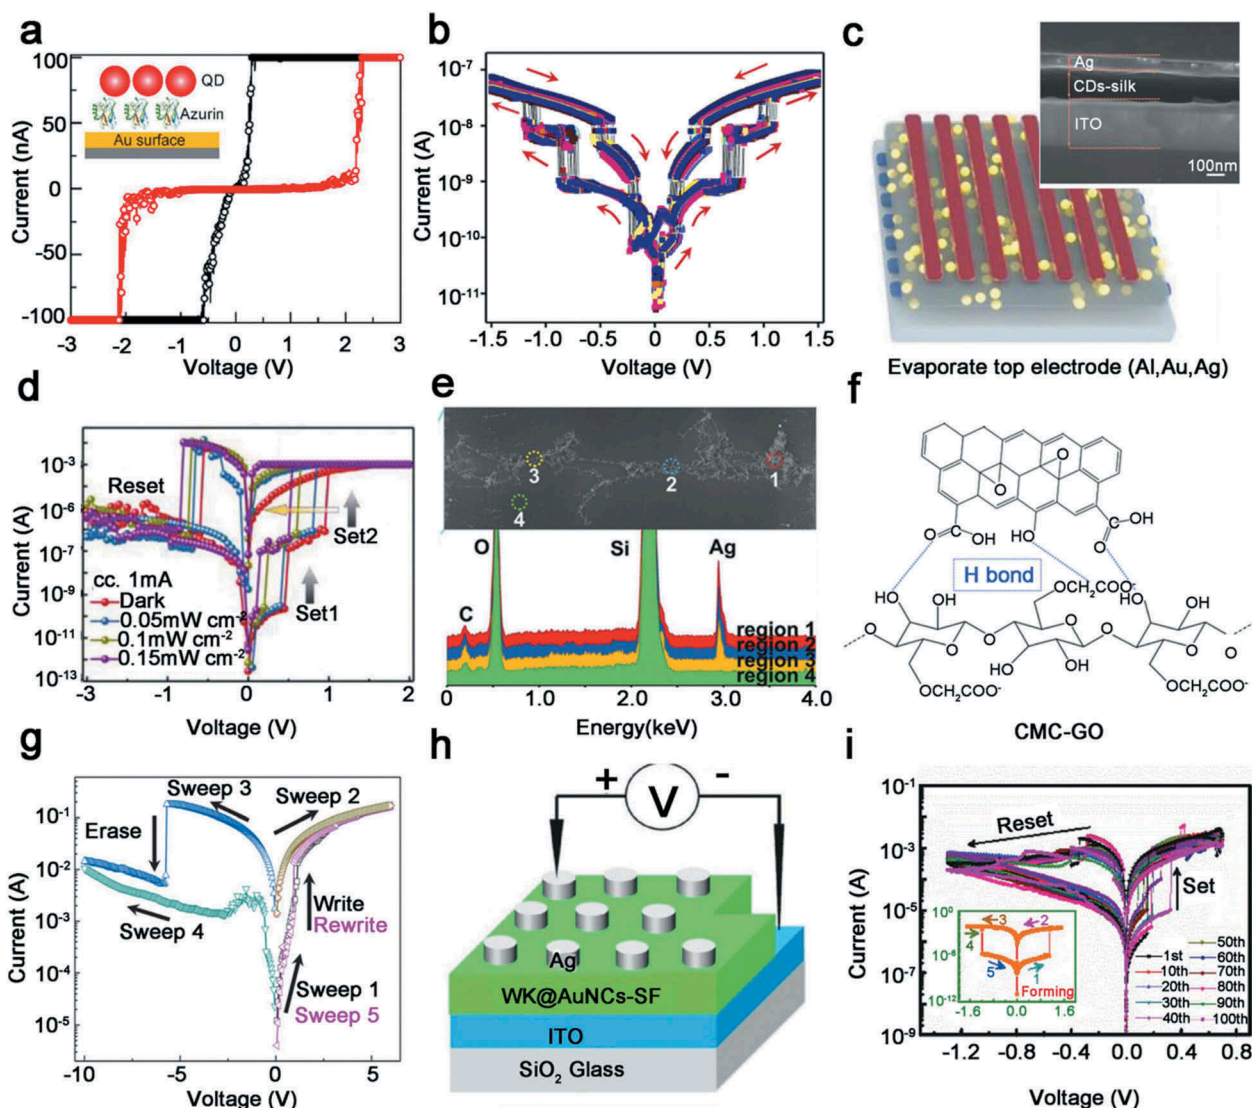 a
Current (nA)
100
50
0
-50
-100
QD
Azurin
Au surface
-3 -2 -1 0 1 2 3
Voltage (V)
b
Current (A)
10-7
10-8
10-9
10-10
10-11
-1.5 -1.0 -0.5 0 0.5 1.0 1.5
Voltage (V)
c
Ag
CDs-silk
ITO
100nm
Evaporate top electrode (Al,Au,Ag)
d
Current (A)
10-3
10-6
10-7
10-9
10-11
10-13
Reset
Set2
Set1
cc. 1mA
Dark
0.05mW cm-2
0.1mW cm-2
0.15mW cm-2
-3 -1 0 1 2
Voltage (V)
e
3
2
1
4
O
Si
Ag
C
region 1
region 2
region 3
region 4
0 1.0 2.0 3.0 4.0
Energy(keV)
f
O
O
C
OH
O
HO
C
OH
O
H bond
OCH2COO-
HO
OH
O
O
HO
OH
O
O
HO
OH
O
O
OCH2COO-
OCH2COO-
CMC-GO
g
Current (A)
10-1
10-2
10-3
10-4
10-5
Sweep 3
Sweep 2
Erase
Sweep 4
Write
Rewrite
Sweep 1
Sweep 5
-10 -5 0 5
Voltage (V)
h
+
V
-
Ag
WK@AuNCs-SF
ITO
SiO2 Glass
i
Current (A)
10-1
10-3
10-5
10-7
10-9
Reset
Set
100
10-6
10-12
3
2
4
5
1
Forming
-1.6 0.0 1.6
1st
10th
20th
30th
40th
50th
60th
70th
80th
90th
100th
-1.2 -0.8 -0.4 0.0 0.4 0.8
Voltage (V)